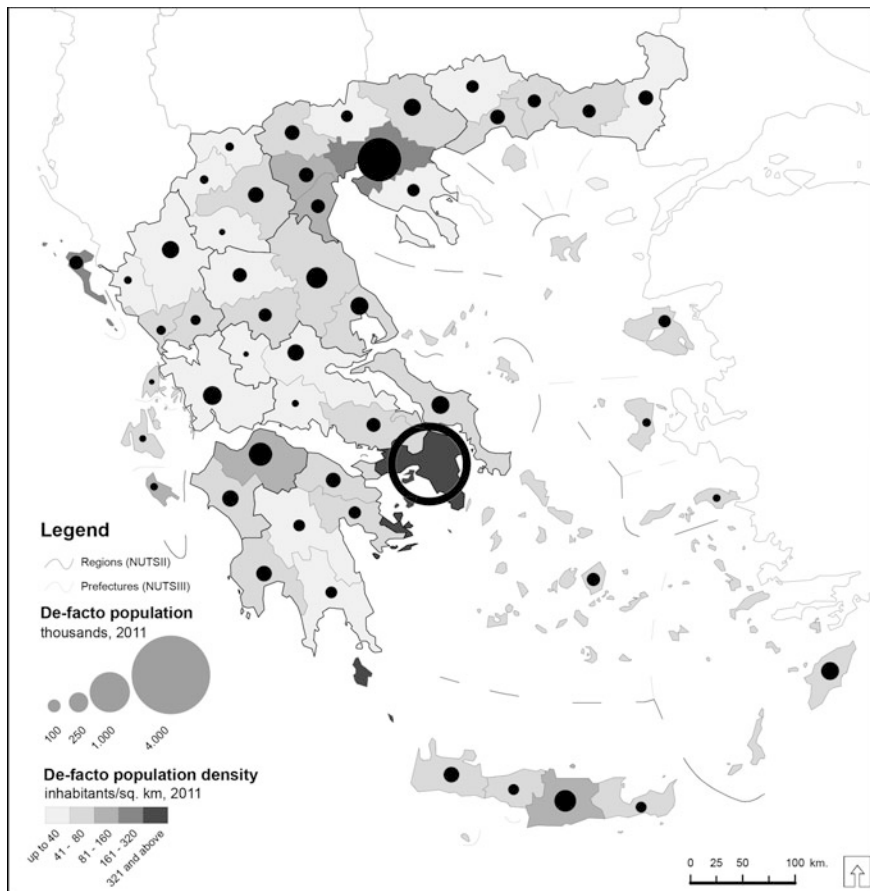 Legend
Regions (NUTSII)
Prefectures (NUTSIII)
De-facto population
thousands, 2011
100
250
1.000
4.000
De-facto population density
inhabitants/sq. km, 2011
up to 40
41 - 80
81 - 160
161 - 320
321 and above
0 25 50 100 km.